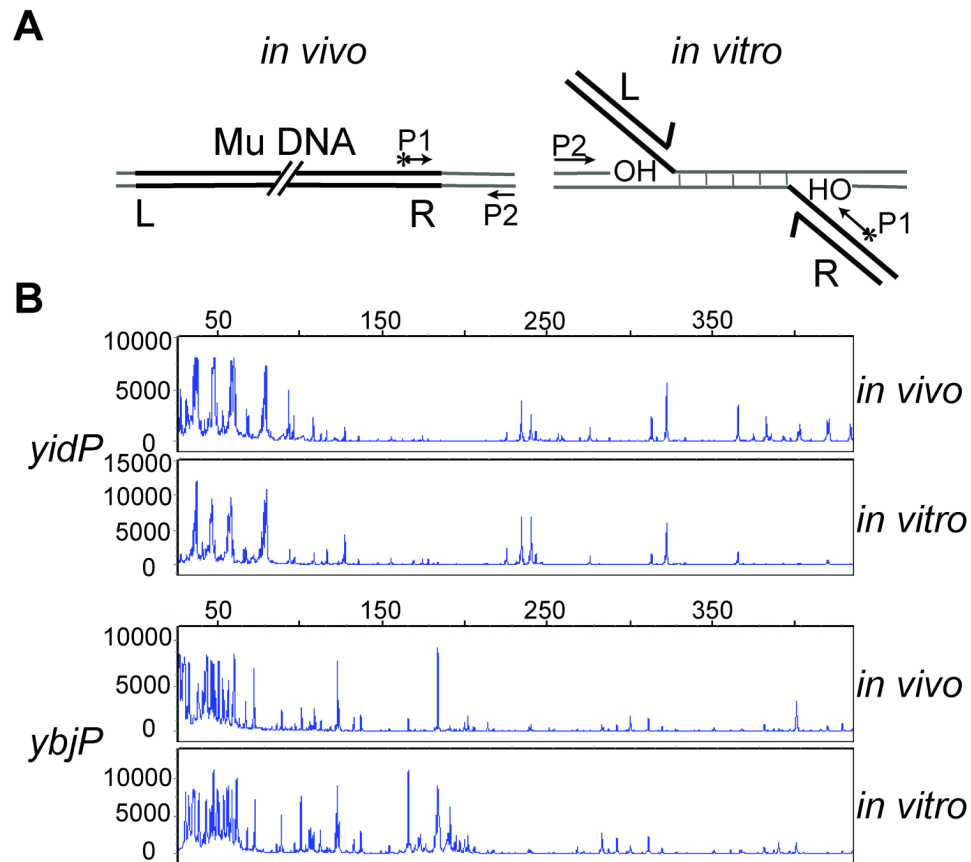 A
in vivo
in vitro
Mu DNA
P1
*
L
R
P2
L
P2
OH
HO
*P1
R
B
50 150 250 350
10000
5000
0
in vivo
yidP
15000
10000
5000
0
in vitro
50 150 250 350
10000
5000
0
in vivo
ybjP
10000
5000
0
in vitro